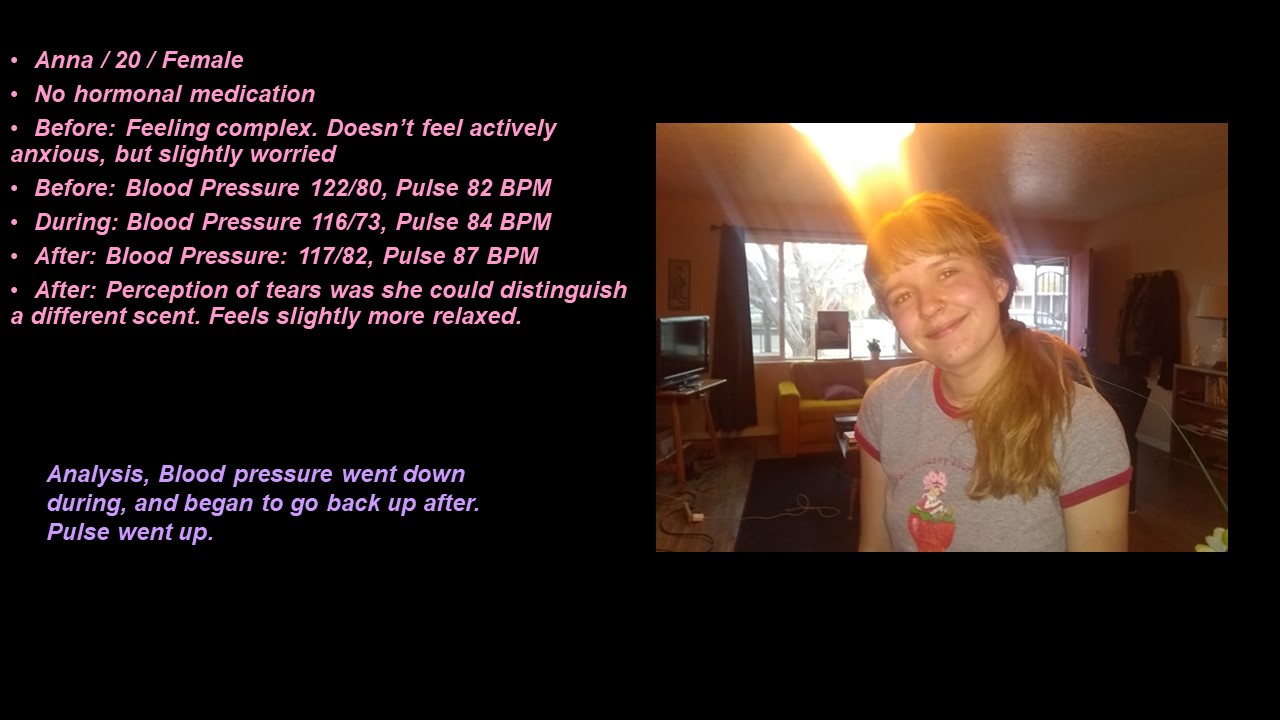 • Anna / 20 / Female
• No hormonal medication
• Before: Feeling complex. Doesn’t feel actively
anxious, but slightly worried
• Before: Blood Pressure 122/80, Pulse 82 BPM
• During: Blood Pressure 116/73, Pulse 84 BPM
• After: Blood Pressure: 117/82, Pulse 87 BPM
• After: Perception of tears was she could distinguish
a different scent. Feels slightly more relaxed.
Analysis, Blood pressure went down
during, and began to go back up after.
Pulse went up.